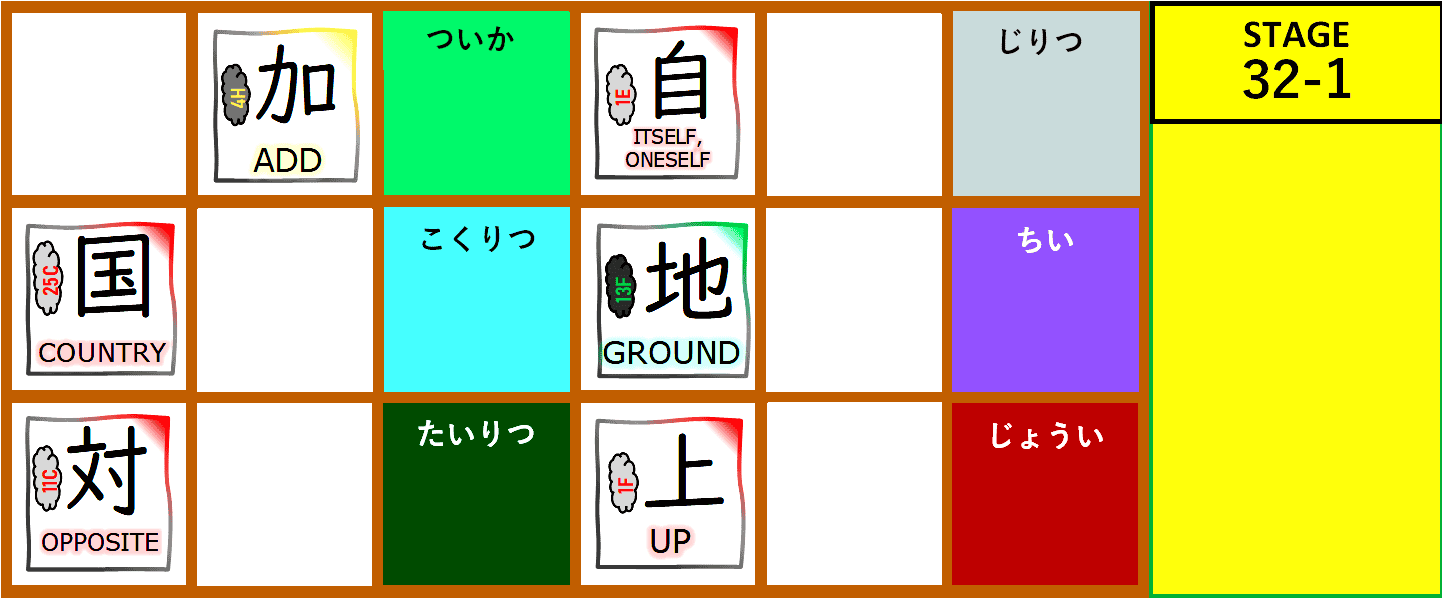 4H
加
ADD
ついか
1E
自
ITSELF,
ONESELF
じりつ
STAGE
32-1
25C
国
COUNTRY
こくりつ
13F
地
GROUND
ちい
11C
対
OPPOSITE
たいりつ
1F
上
UP
じょうい